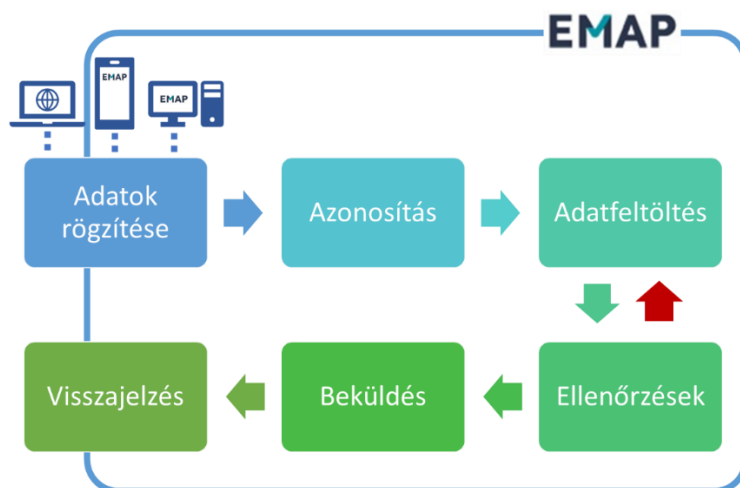 EMAP
EMAP
EMAP
Adatok
rögzítése
Azonosítás
Adatfeltöltés
Visszajelzés
Beküldés
Ellenőrzések